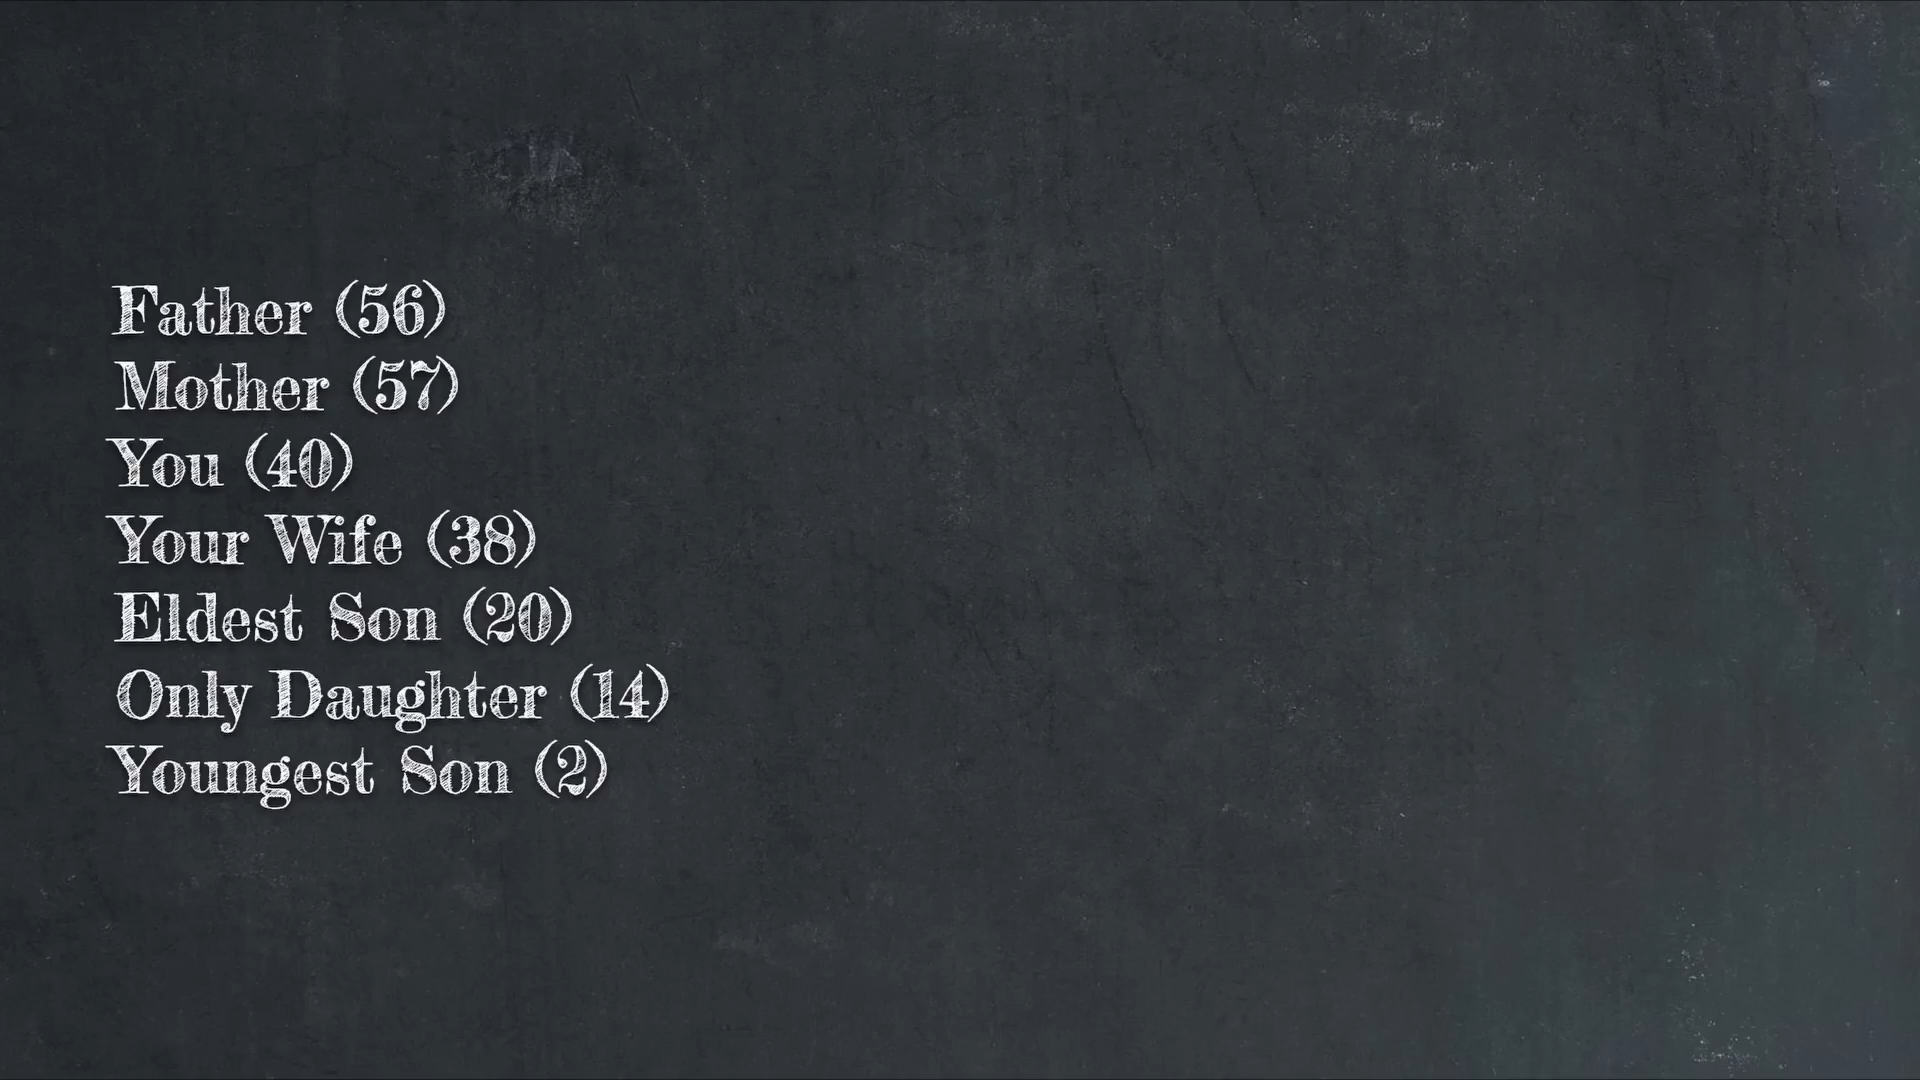 Father (56)
Mother (57)
You (40)
Your Wife (38)
Eldest Son (20)
Only Daughter (14)
Youngest Son (2)